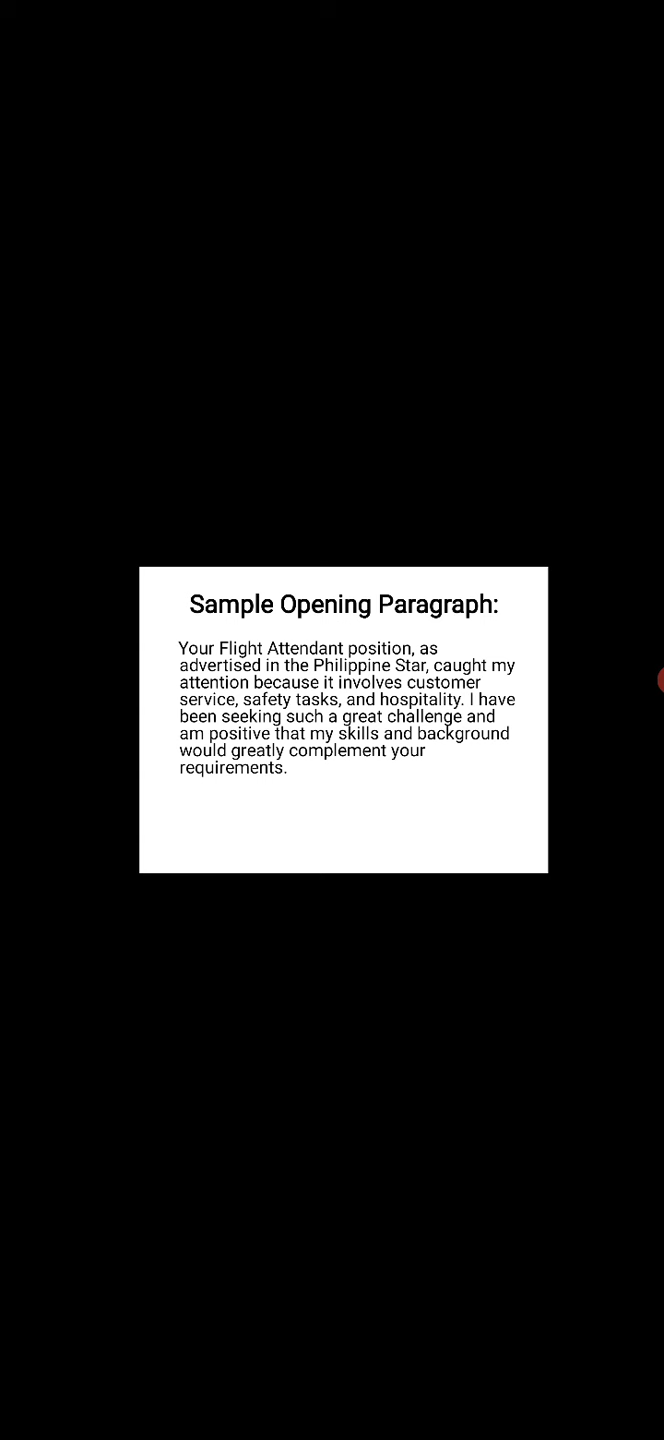 Sample Opening Paragraph:
Your Flight Attendant position, as
advertised in the Philippine Star, caught my
attention because it involves customer
service, safety tasks, and hospitality. I have
been seeking such a great challenge and
am positive that my skills and background
would greatly complement your
requirements.